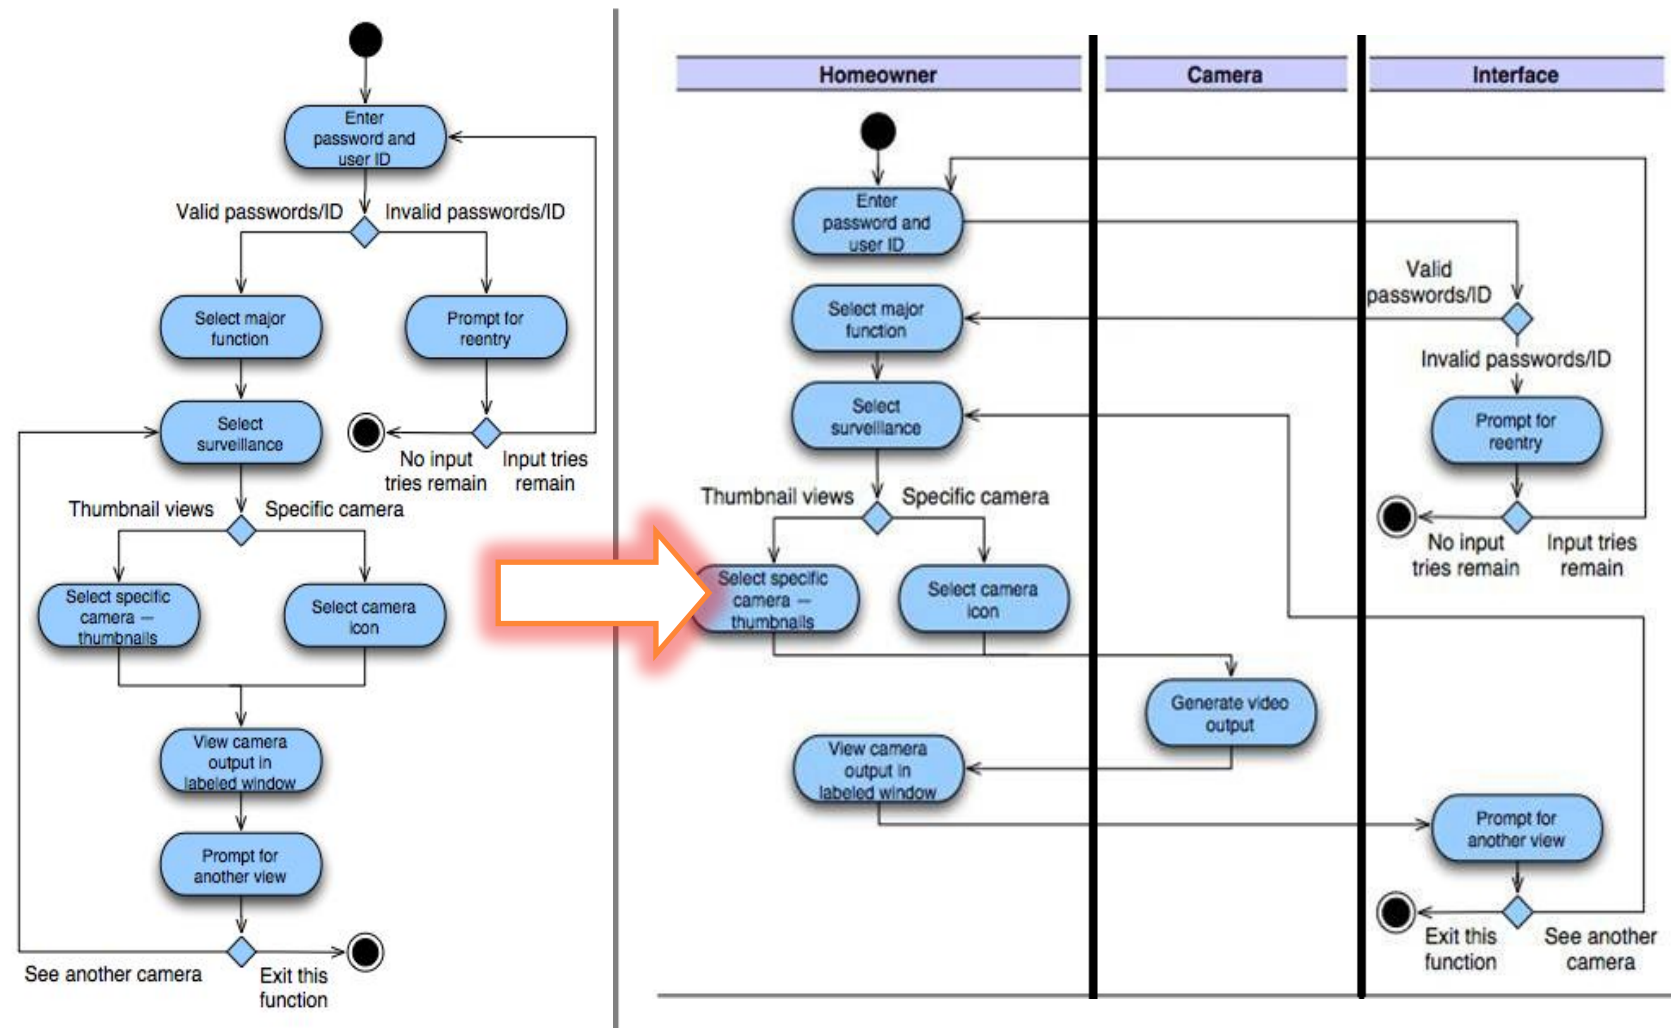 Enter
password and
user ID
Valid passwords/ID
Invalid passwords/ID
Select major
function
Prompt for
reentry
Select
surveillance
No input
tries remain
Input tries
remain
Thumbnail views
Specific camera
Select specific
camera —
thumbnails
Select camera
icon
View camera
output in
labeled window
Prompt for
another view
See another camera
Exit this
function
Homeowner
Camera
Interface
Enter
password and
user ID
Valid
passwords/ID
Select major
function
Invalid passwords/ID
Select
surveillance
Prompt for
reentry
Thumbnail views
Specific camera
No input
tries remain
Input tries
remain
Select specific
camera —
thumbnails
Select camera
icon
Generate video
output
View camera
output in
labeled window
Prompt for
another view
Exit this
function
See another
camera